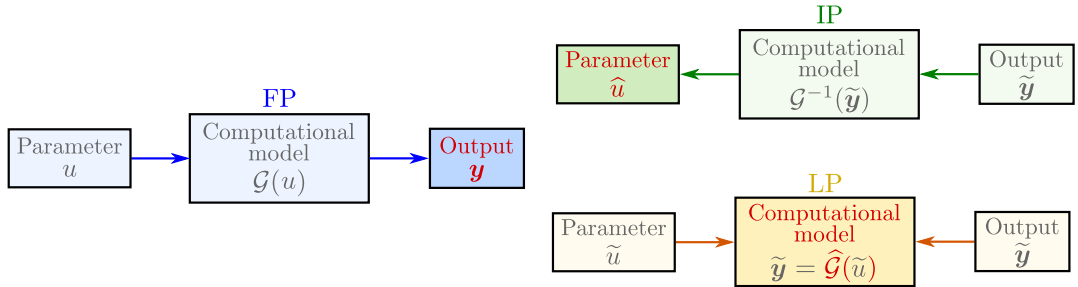 FP
Parameter
u
Computational
model
𝒢(u)
Output
𝒚
IP
Parameter
û
Computational
model
𝒢⁻¹(𝒚̃)
Output
𝒚̃
LP
Parameter
ũ
Computational
model
𝒚̃ = 𝒢̂(ũ)
Output
𝒚̃